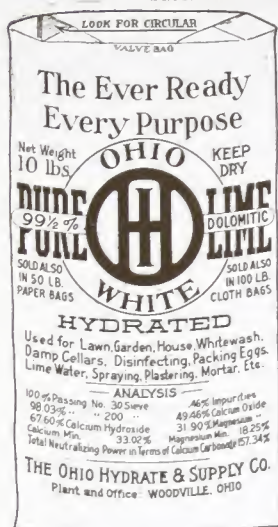 LOOK FOR CIRCULAR
VALVE BAG
The Ever Ready
Every Purpose
Net Weight
10 lbs.
OHIO
KEEP
DRY
PURE
99½ %
PURE
OH
LIME
DOLOMITIC
LIME
SOLD ALSO
IN 50 LB.
PAPER BAGS
SOLD ALSO
IN 100 LB.
CLOTH BAGS
WHITE
HYDRATED
Used for Lawn, Garden, House, Whitewash,
Damp Cellars, Disinfecting, Packing Eggs,
Lime Water, Spraying, Plastering, Mortar, Etc.
ANALYSIS
100% Passing No. 30 Sieve .46% Impurities
98.03% " " 200 " 49.46% Calcium Oxide
67.60% Calcium Hydroxide 31.90% Magnesium "
Calcium Min. 33.02% Magnesium Min. 18.25%
Total Neutralizing Power in Terms of Calcium Carbonate 157.34%
THE OHIO HYDRATE & SUPPLY CO.
Plant and Office: WOODVILLE, OHIO